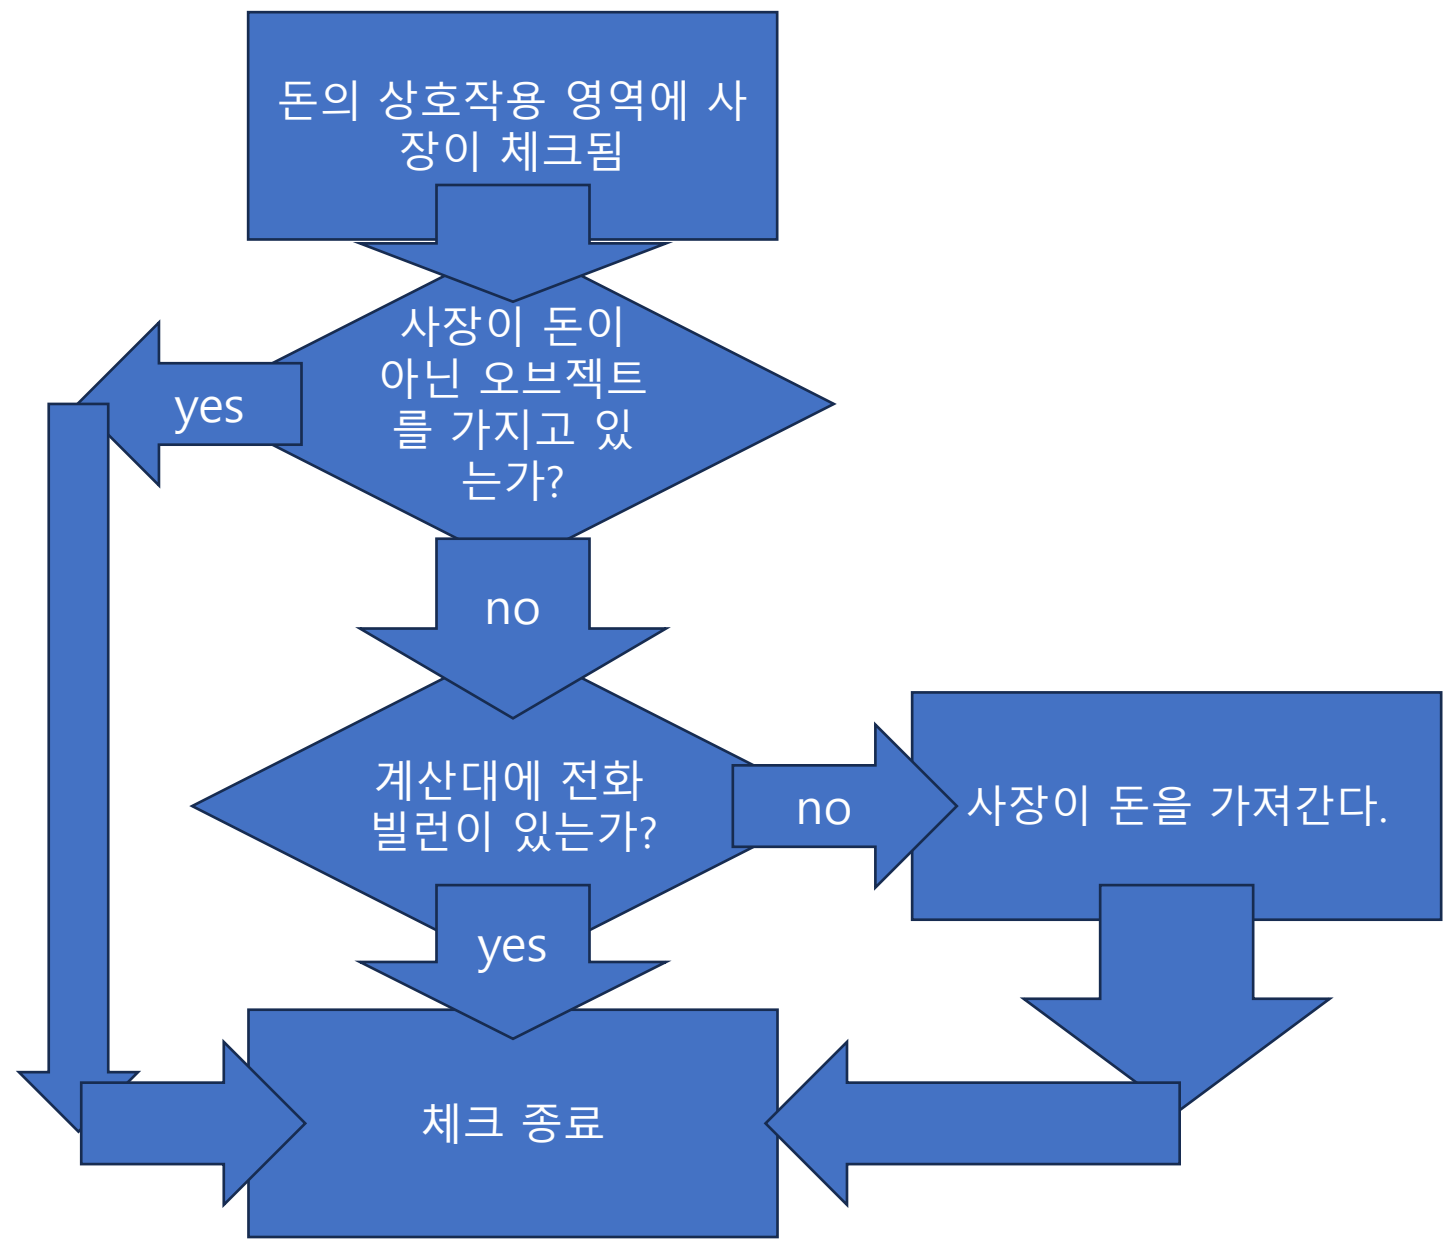 돈의 상호작용 영역에 사
장이 체크됨
사장이 돈이
아닌 오브젝트
를 가지고 있
는가?
yes
no
계산대에 전화
빌런이 있는가?
no
사장이 돈을 가져간다.
yes
체크 종료